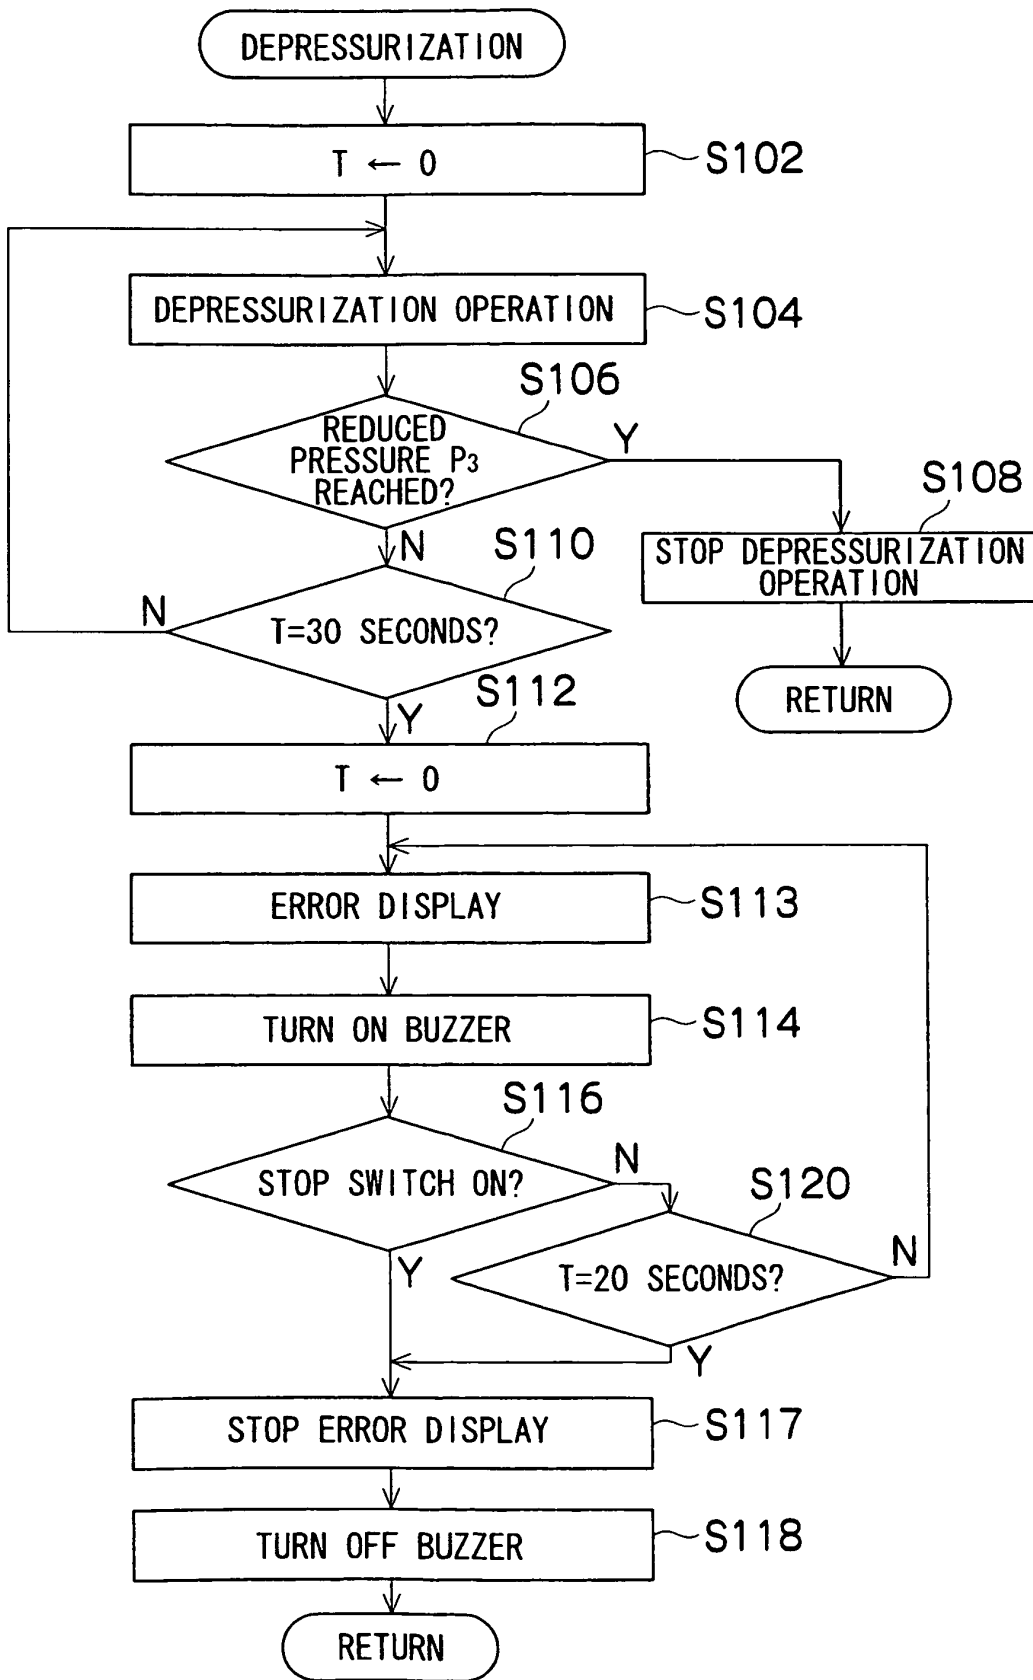 DEPRESSURIZATION
T ← 0
S102
DEPRESSURIZATION OPERATION
S104
S106
REDUCED
PRESSURE P3
REACHED?
Y
N
S108
STOP DEPRESSURIZATION
OPERATION
RETURN
S110
T=30 SECONDS?
N
Y
S112
T ← 0
ERROR DISPLAY
S113
TURN ON BUZZER
S114
S116
STOP SWITCH ON?
N
Y
S120
T=20 SECONDS?
N
Y
STOP ERROR DISPLAY
S117
TURN OFF BUZZER
S118
RETURN